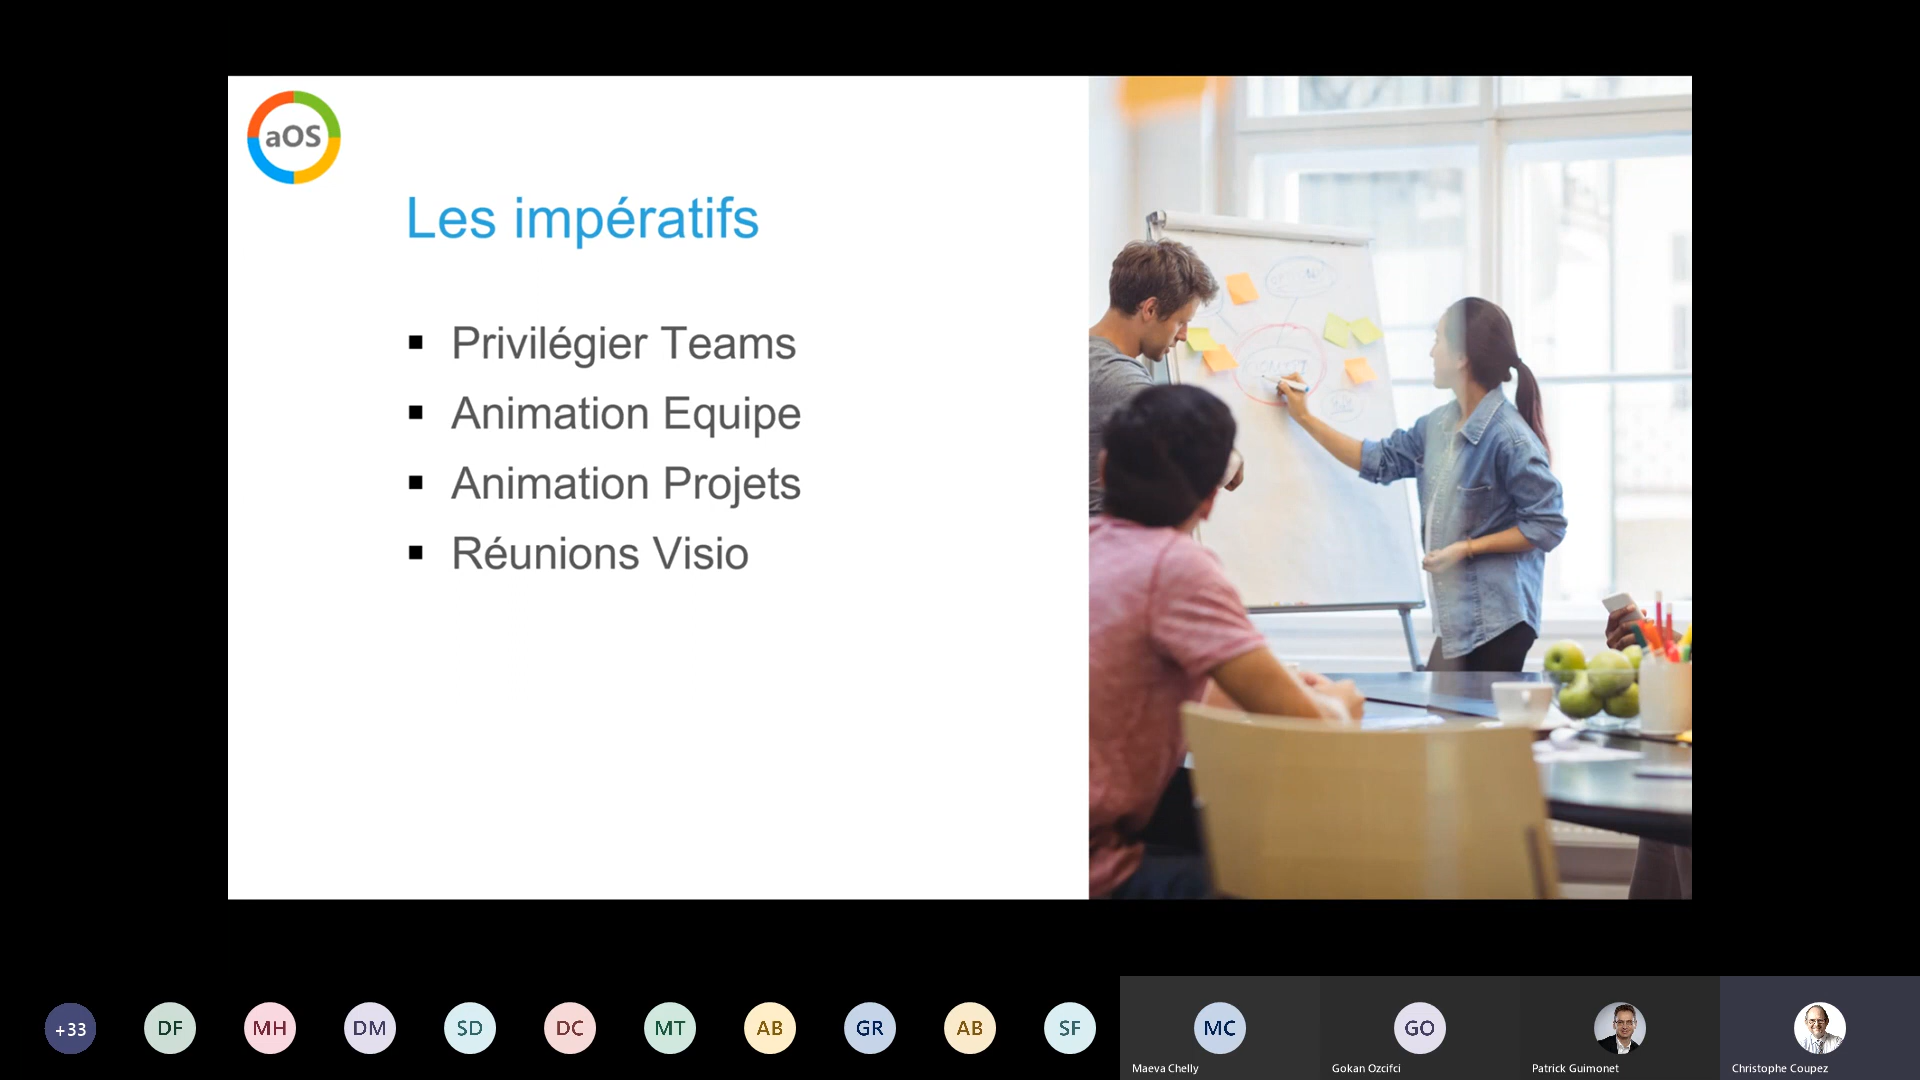 aOS
Les impératifs
▪ Privilégier Teams
▪ Animation Equipe
▪ Animation Projets
▪ Réunions Visio
+33
DF
MH
DM
SD
DC
MT
AB
GR
AB
SF
MC
GO
Maeva Chelly
Gokan Ozcifci
Patrick Guimonet
Christophe Coupez